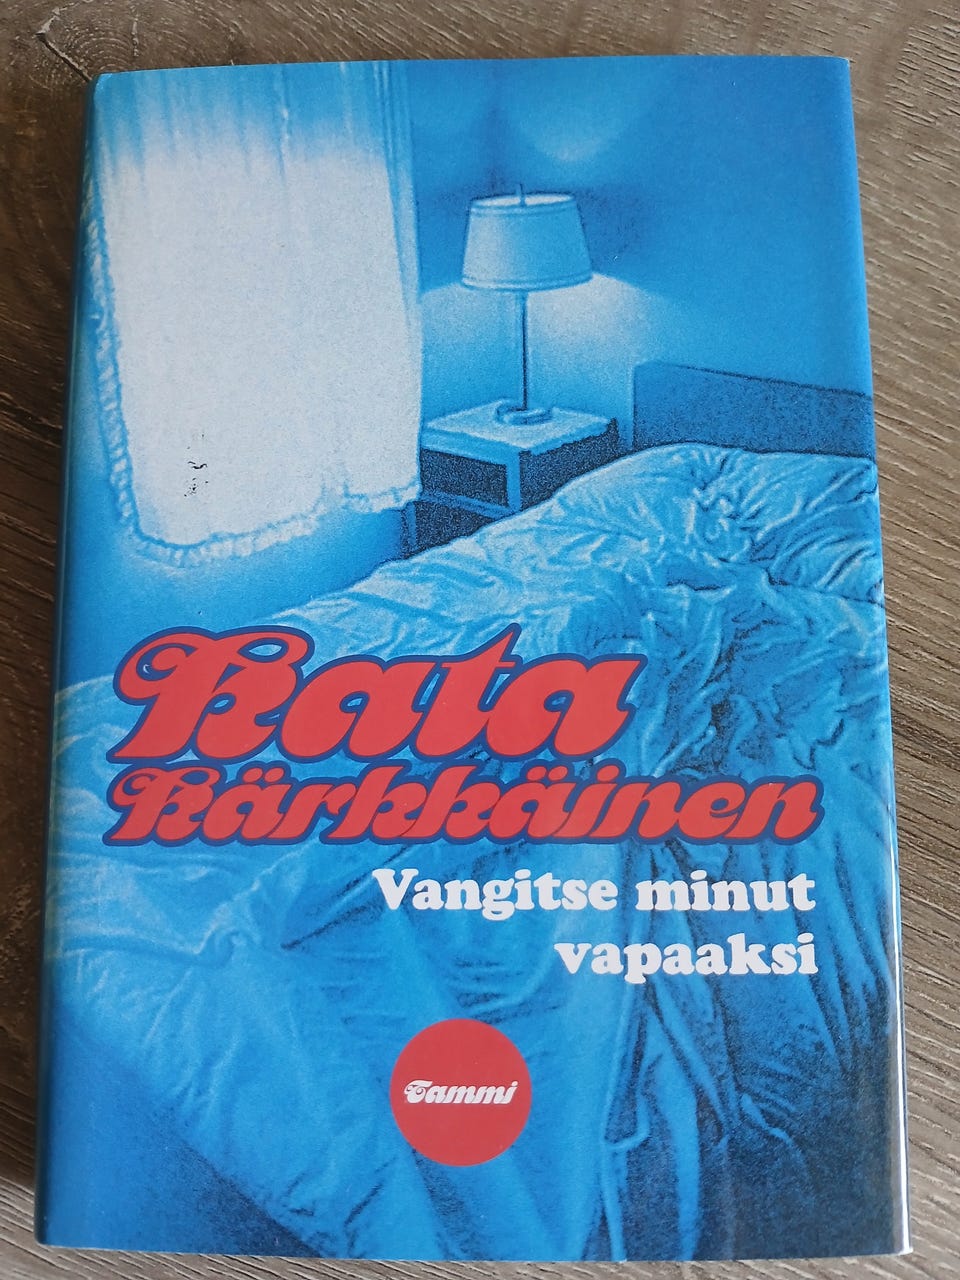 Kata
Kärkkäinen
Vangitse minut
vapaaksi
Tammi